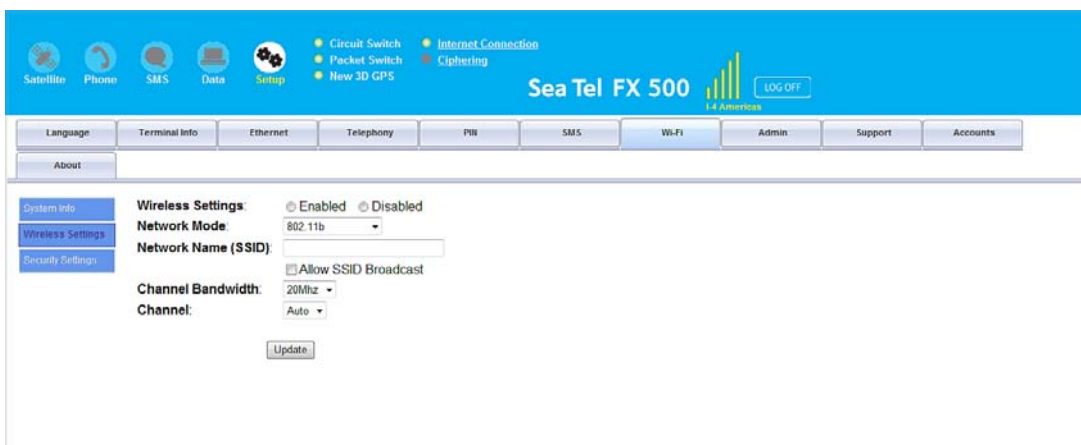 Satellite Phone SMS Data Setup
Circuit Switch Internet Connection
Packet Switch Ciphering
New 3D GPS
Sea Tel FX 500
I-4 Americas
LOG OFF
Language Terminal Info Ethernet Telephony PIN SMS Wi-Fi Admin Support Accounts
About
System Info
Wireless Settings
Security Settings
Wireless Settings: Enabled Disabled
Network Mode: 802.11b
Network Name (SSID):
Allow SSID Broadcast
Channel Bandwidth: 20Mhz
Channel: Auto
Update